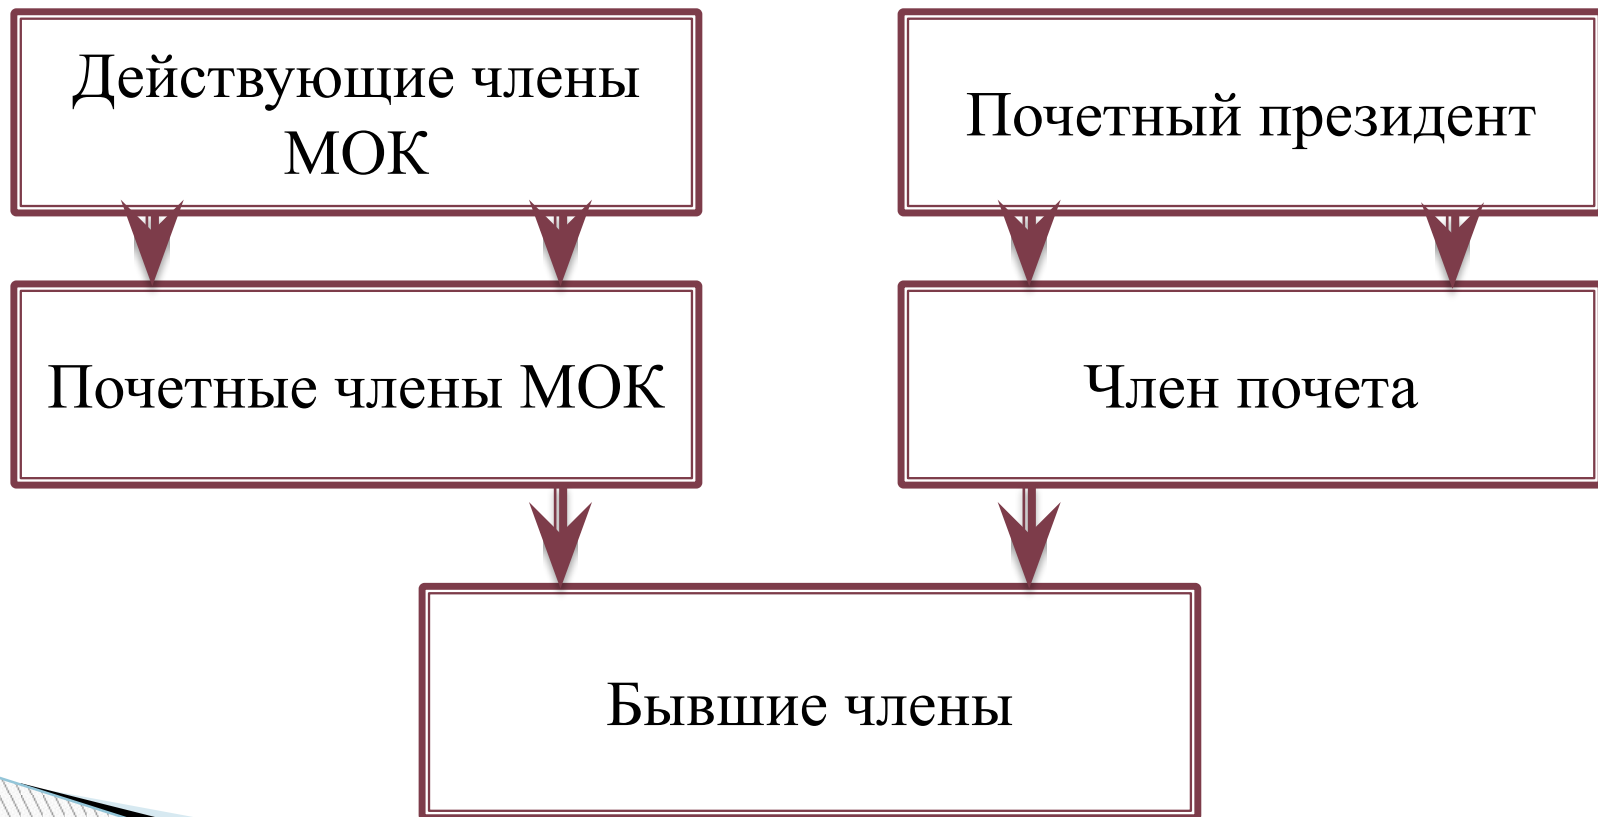 Действующие члены
МОК
Почетный президент
Почетные члены МОК
Член почета
Бывшие члены